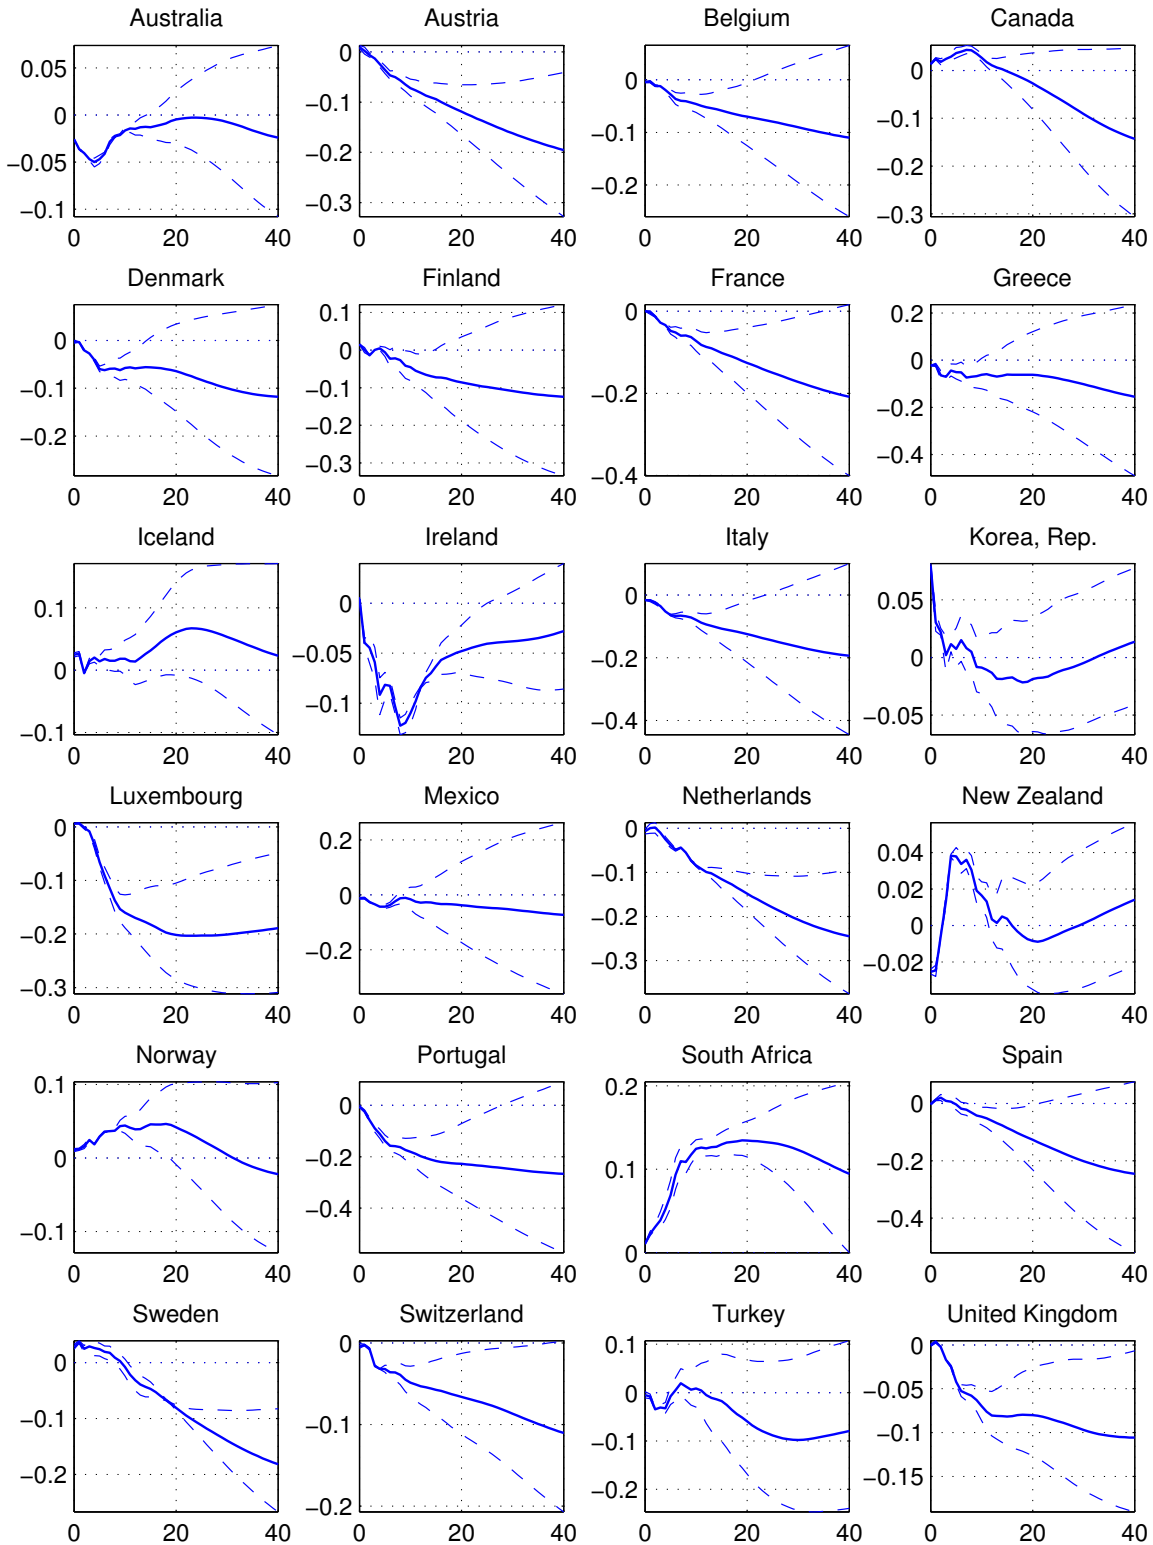 Australia Austria Belgium Canada
0.05 0 −0.05 −0.1 0 20 40
0 −0.1 −0.2 −0.3 0 20 40
0 −0.1 −0.2 0 20 40
0 −0.1 −0.2 −0.3 0 20 40
Denmark Finland France Greece
0 −0.1 −0.2 0 20 40
0.1 0 −0.1 −0.2 −0.3 0 20 40
0 −0.2 −0.4 0 20 40
0.2 0 −0.2 −0.4 0 20 40
Iceland Ireland Italy Korea, Rep.
0.1 0 −0.1 0 20 40
0 −0.05 −0.1 0 20 40
0 −0.2 −0.4 0 20 40
0.05 0 −0.05 0 20 40
Luxembourg Mexico Netherlands New Zealand
0 −0.1 −0.2 −0.3 0 20 40
0.2 0 −0.2 0 20 40
0 −0.1 −0.2 −0.3 0 20 40
0.04 0.02 0 −0.02 0 20 40
Norway Portugal South Africa Spain
0.1 0 −0.1 0 20 40
0 −0.2 −0.4 0 20 40
0.2 0.1 0 0 20 40
0 −0.2 −0.4 0 20 40
Sweden Switzerland Turkey United Kingdom
0 −0.1 −0.2 0 20 40
0 −0.1 −0.2 0 20 40
0.1 0 −0.1 −0.2 0 20 40
0 −0.05 −0.1 −0.15 0 20 40